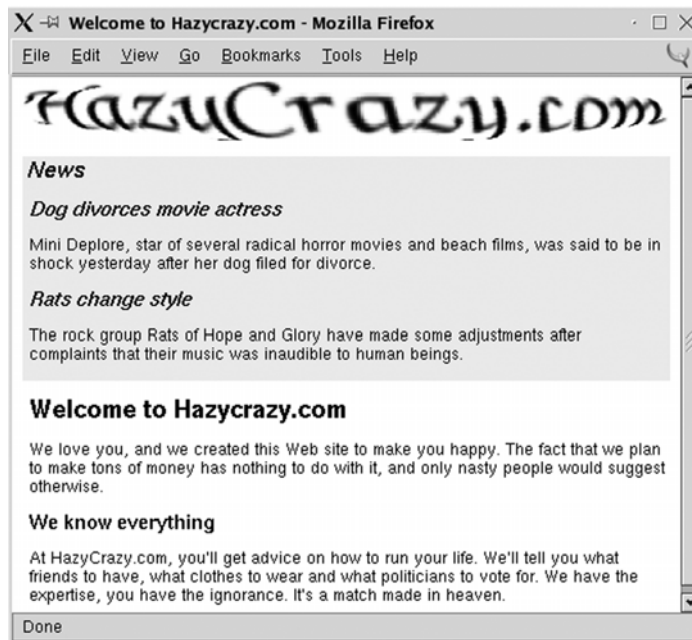 Welcome to Hazycrazy.com - Mozilla Firefox
File Edit View Go Bookmarks Tools Help
HazyCrazy.com
News
Dog divorces movie actress
Mini Deplore, star of several radical horror movies and beach films, was said to be in
shock yesterday after her dog filed for divorce.
Rats change style
The rock group Rats of Hope and Glory have made some adjustments after
complaints that their music was inaudible to human beings.
Welcome to Hazycrazy.com
We love you, and we created this Web site to make you happy. The fact that we plan
to make tons of money has nothing to do with it, and only nasty people would suggest
otherwise.
We know everything
At HazyCrazy.com, you'll get advice on how to run your life. We'll tell you what
friends to have, what clothes to wear and what politicians to vote for. We have the
expertise, you have the ignorance. It's a match made in heaven.
Done